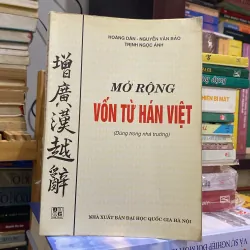 HOÀNG DÂN - NGUYỄN VĂN BẢO
TRỊNH NGỌC ÁNH
增廣漢越辭
MỞ RỘNG
VỐN TỪ HÁN VIỆT
(Dùng trong nhà trường)
NHÀ XUẤT BẢN ĐẠI HỌC QUỐC GIA HÀ NỘI